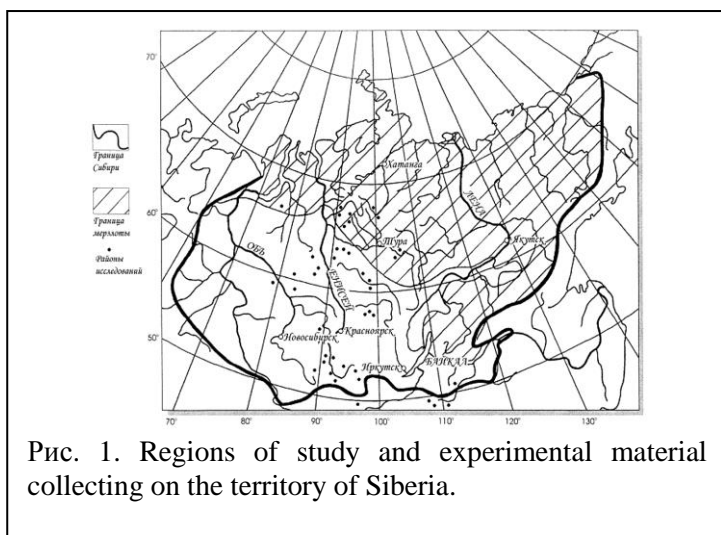 70'
60'
50'
Граница
Сибири
Граница
мерзлоты
Районы
исследований
Хатанга
ЛЕНА
Тура
Якутск
ОБЬ
ЕНИСЕЙ
Новосибирск
Красноярск
Иркутск
БАЙКАЛ
70' 80' 90' 100' 110' 120' 130'
Рис. 1. Regions of study and experimental material
collecting on the territory of Siberia.